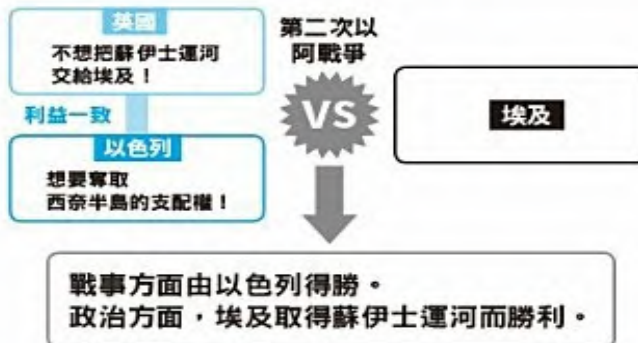 英國
不想把蘇伊士運河
交給埃及！
利益一致
以色列
想要奪取
西奈半島的支配權！
第二次以
阿戰爭
VS
埃及
戰事方面由以色列得勝。
政治方面，埃及取得蘇伊士運河而勝利。